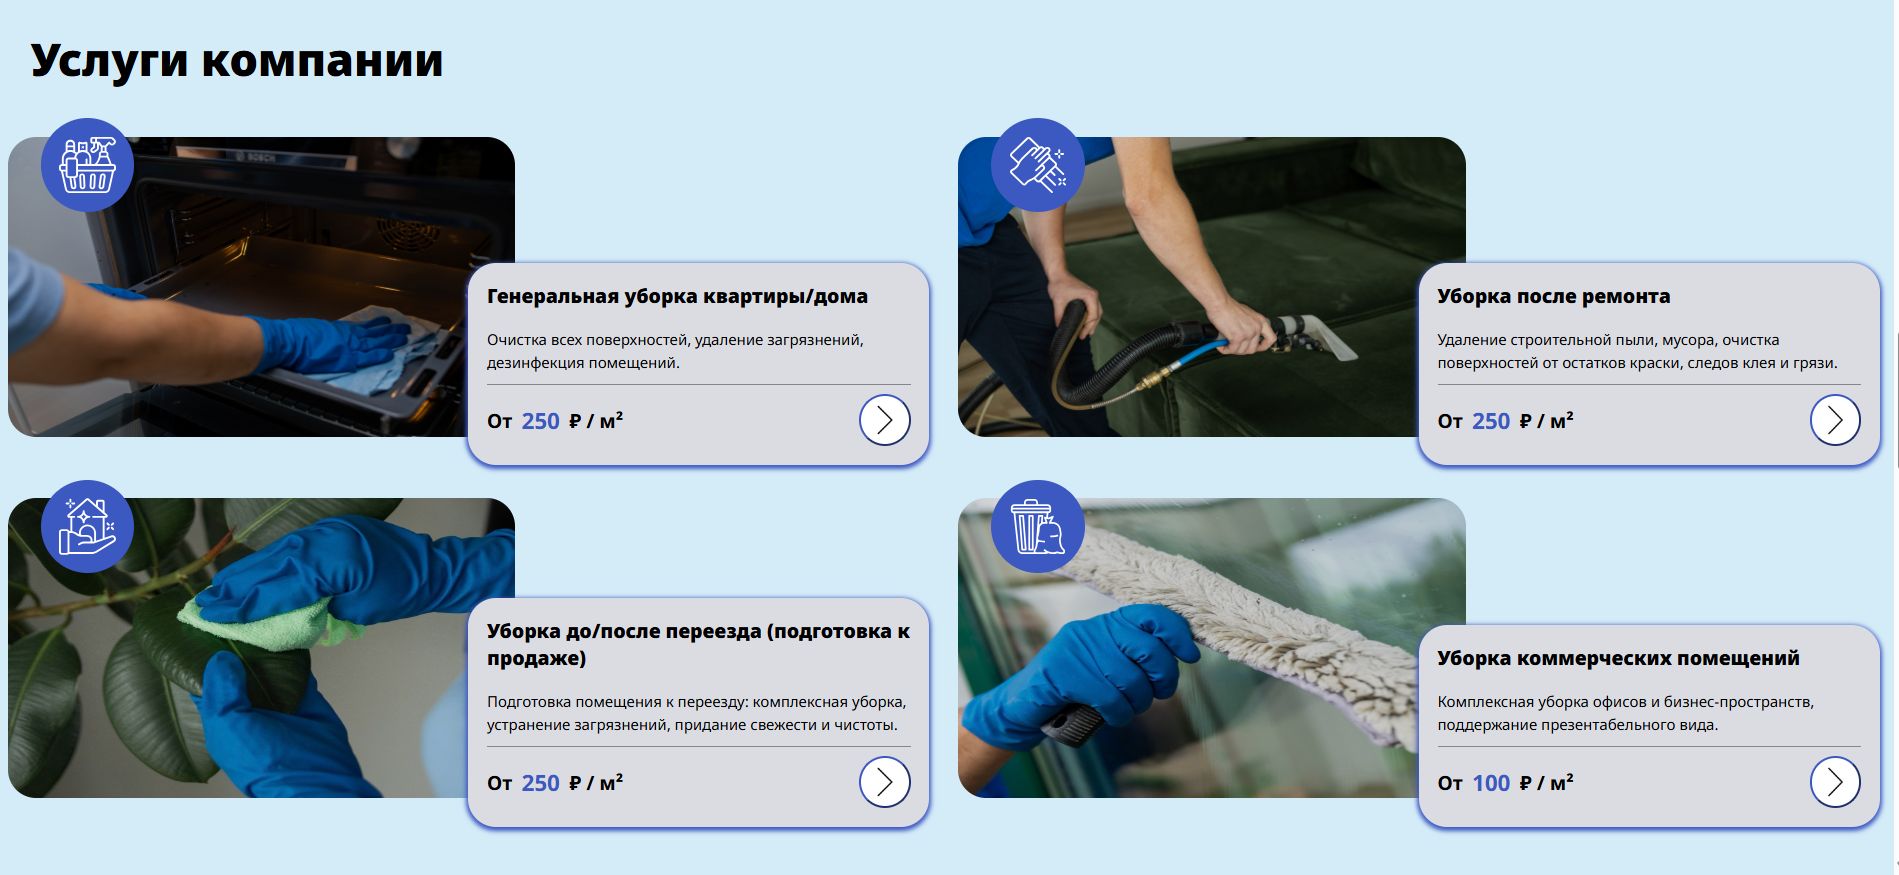 Услуги компании
BOSCH
Генеральная уборка квартиры/дома
Очистка всех поверхностей, удаление загрязнений,
дезинфекция помещений.
От 250 ₽ / м²
Уборка после ремонта
Удаление строительной пыли, мусора, очистка
поверхностей от остатков краски, следов клея и грязи.
От 250 ₽ / м²
Уборка до/после переезда (подготовка к
продаже)
Подготовка помещения к переезду: комплексная уборка,
устранение загрязнений, придание свежести и чистоты.
От 250 ₽ / м²
Уборка коммерческих помещений
Комплексная уборка офисов и бизнес-пространств,
поддержание презентабельного вида.
От 100 ₽ / м²